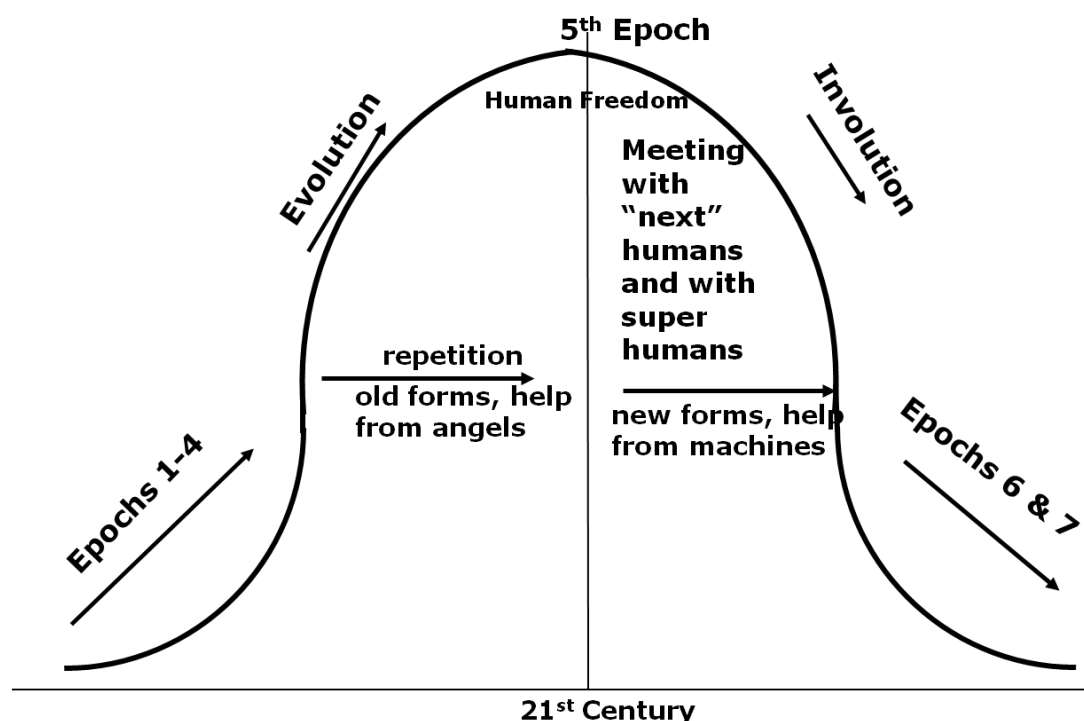 5th Epoch
Human Freedom
Evolution
Involution
Meeting
with
“next”
humans
and with
super
humans
repetition
old forms, help
from angels
new forms, help
from machines
Epochs 1-4
Epochs 6 & 7
21st Century